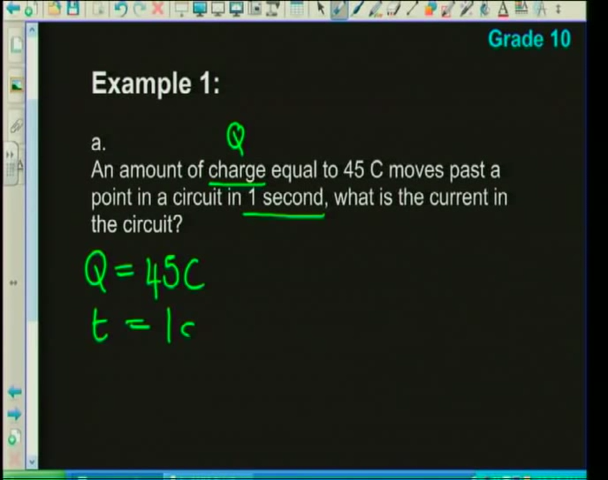 Grade 10
Example 1:
a.
Q
An amount of charge equal to 45 C moves past a
point in a circuit in 1 second, what is the current in
the circuit?
Q = 45C
t = 1